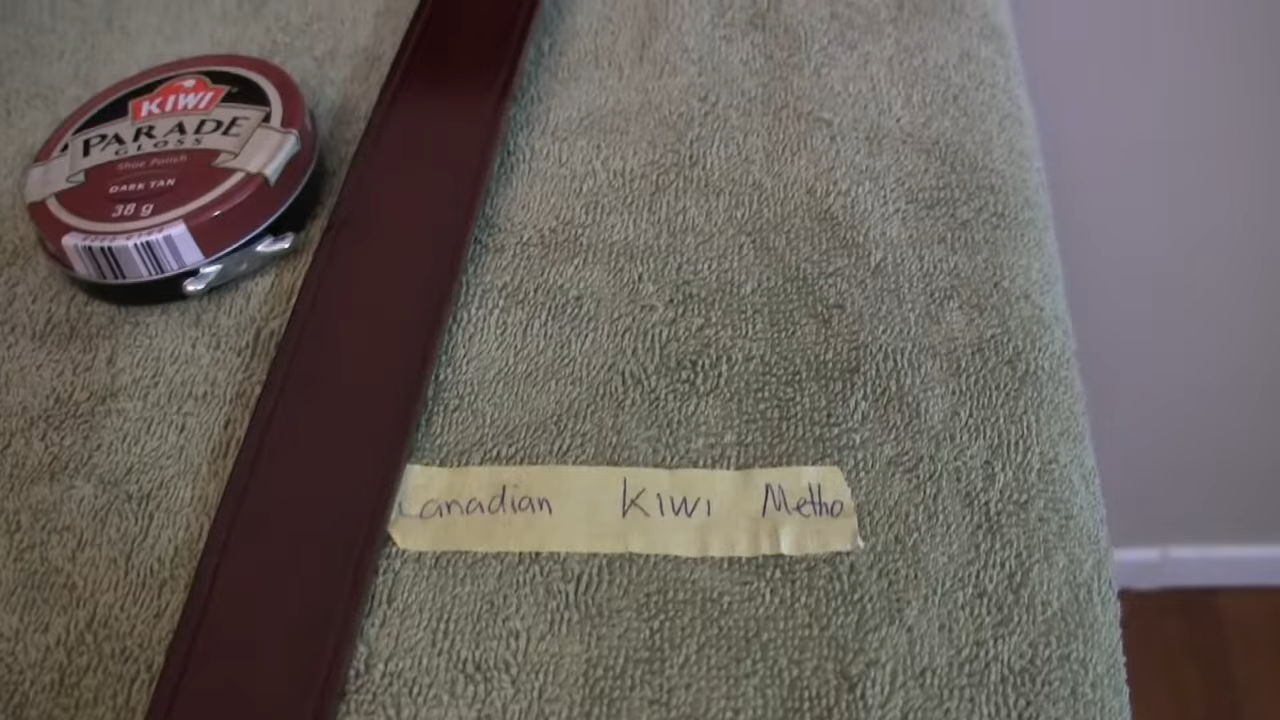 KIWI
PARADE
GLOSS
Shoe Polish
DARK TAN
38 g
Canadian KIWI Metho